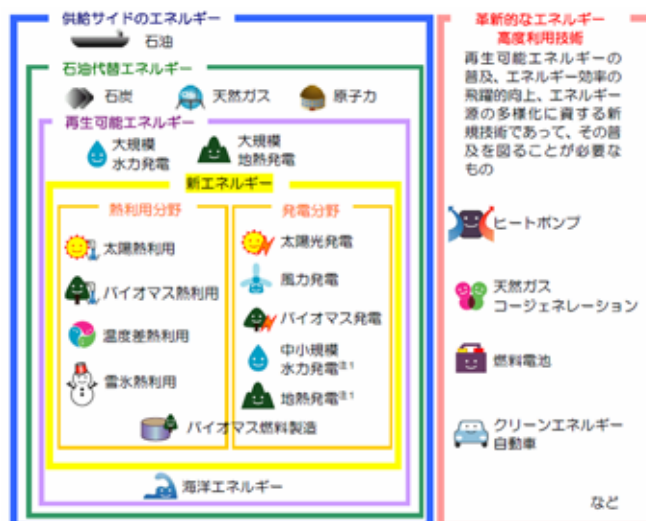 供給サイドのエネルギー
石油
石油代替エネルギー
石炭
天然ガス
原子力
再生可能エネルギー
大規模
水力発電
大規模
地熱発電
新エネルギー
熱利用分野
太陽熱利用
バイオマス熱利用
温度差熱利用
雪氷熱利用
発電分野
太陽光発電
風力発電
バイオマス発電
中小規模
水力発電注1
地熱発電注1
バイオマス燃料製造
海洋エネルギー
革新的なエネルギー
高度利用技術
再生可能エネルギーの
普及、エネルギー効率の
飛躍的向上、エネルギー
源の多様化に資する新
規技術であって、その普
及を図ることが必要な
もの
ヒートポンプ
天然ガス
コージェネレーション
燃料電池
クリーンエネルギー
自動車
など